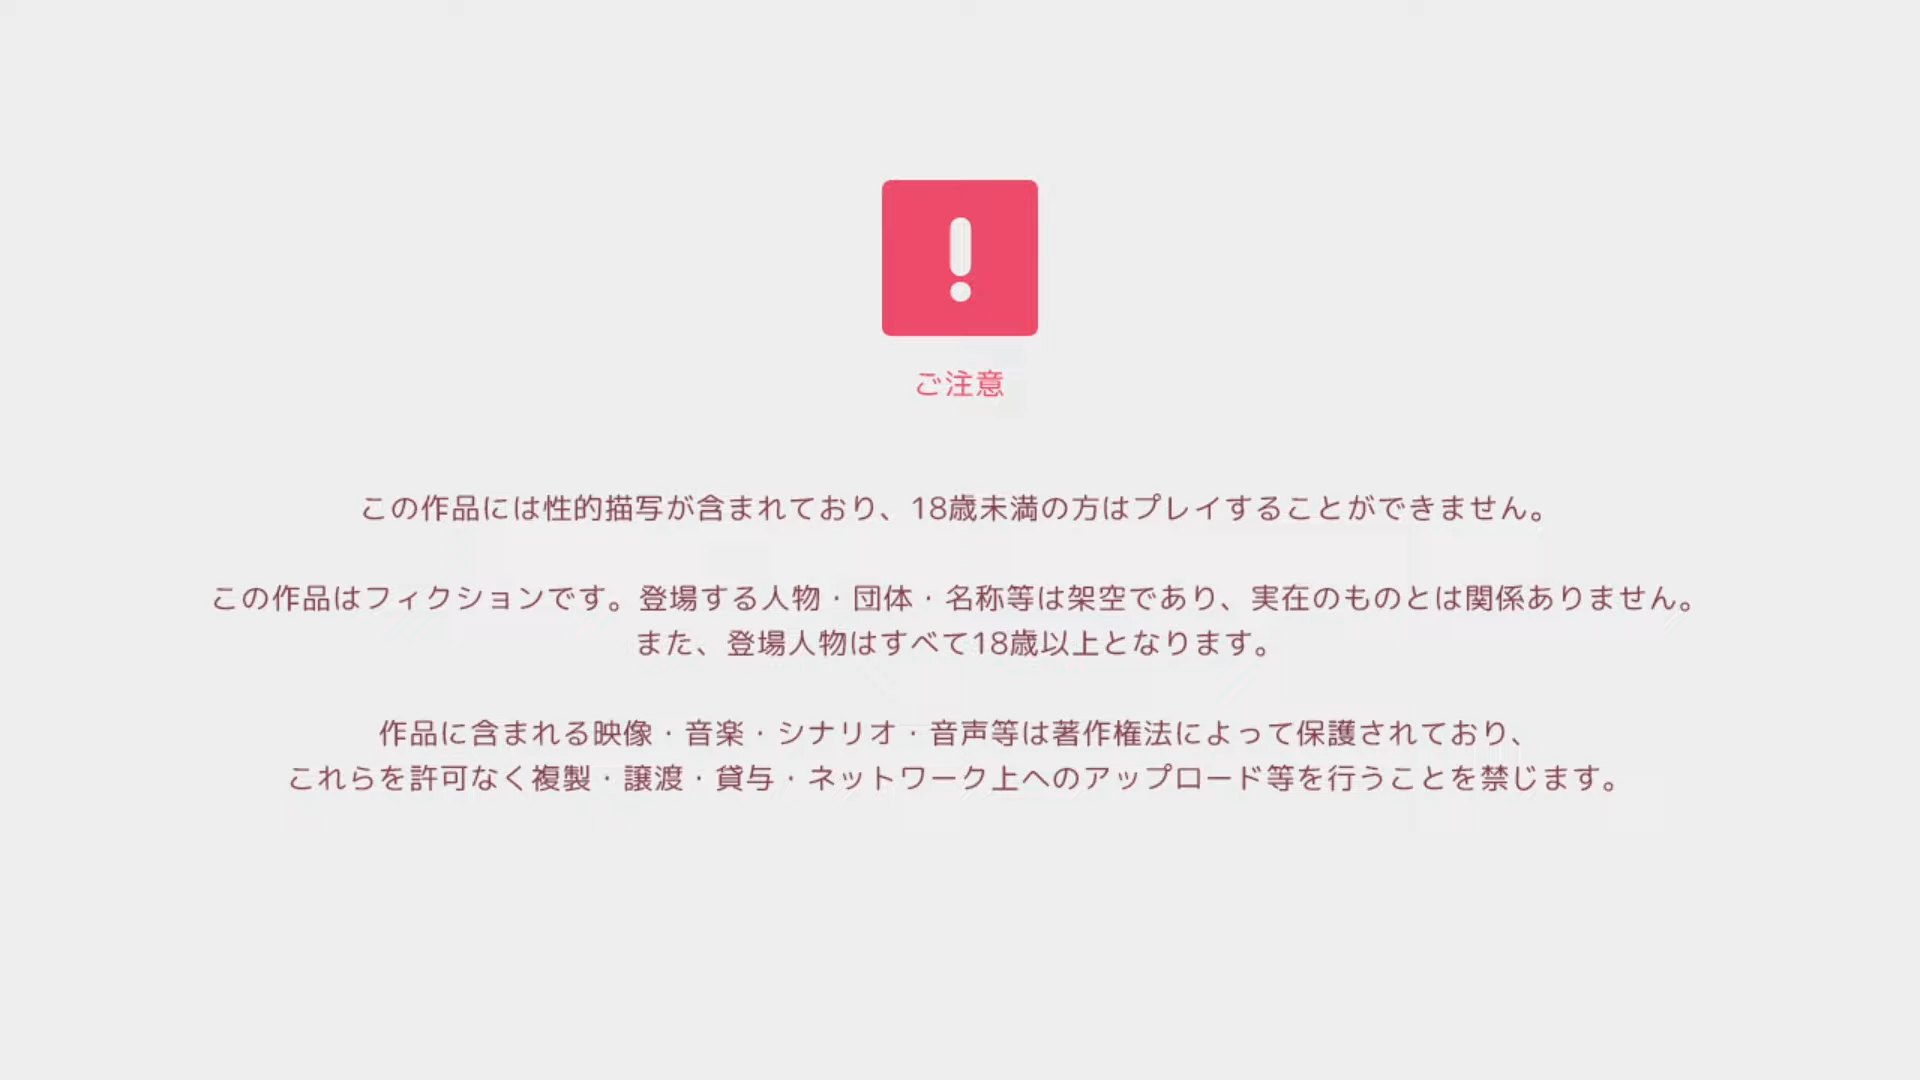 ご注意
この作品には性的描写が含まれており、18歳未満の方はプレイすることができません。
この作品はフィクションです。登場する人物・団体・名称等は架空であり、実在のものとは関係ありません。
また、登場人物はすべて18歳以上となります。
作品に含まれる映像・音楽・シナリオ・音声等は著作権法によって保護されており、
これらを許可なく複製・譲渡・貸与・ネットワーク上へのアップロード等を行うことを禁じます。